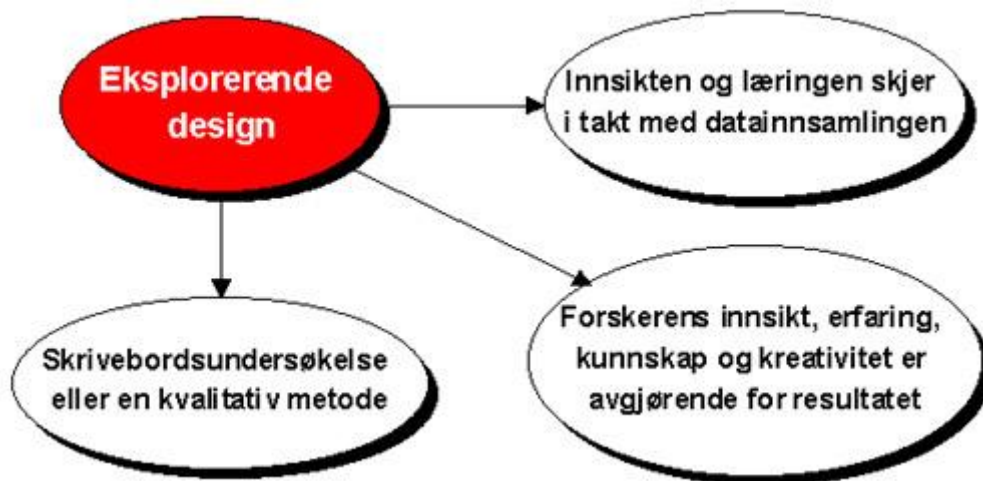 Eksplorerende
design
Innsikten og læringen skjer
i takt med datainnsamlingen
Skrivebordsundersøkelse
eller en kvalitativ metode
Forskerens innsikt, erfaring,
kunnskap og kreativitet er
avgjørende for resultatet